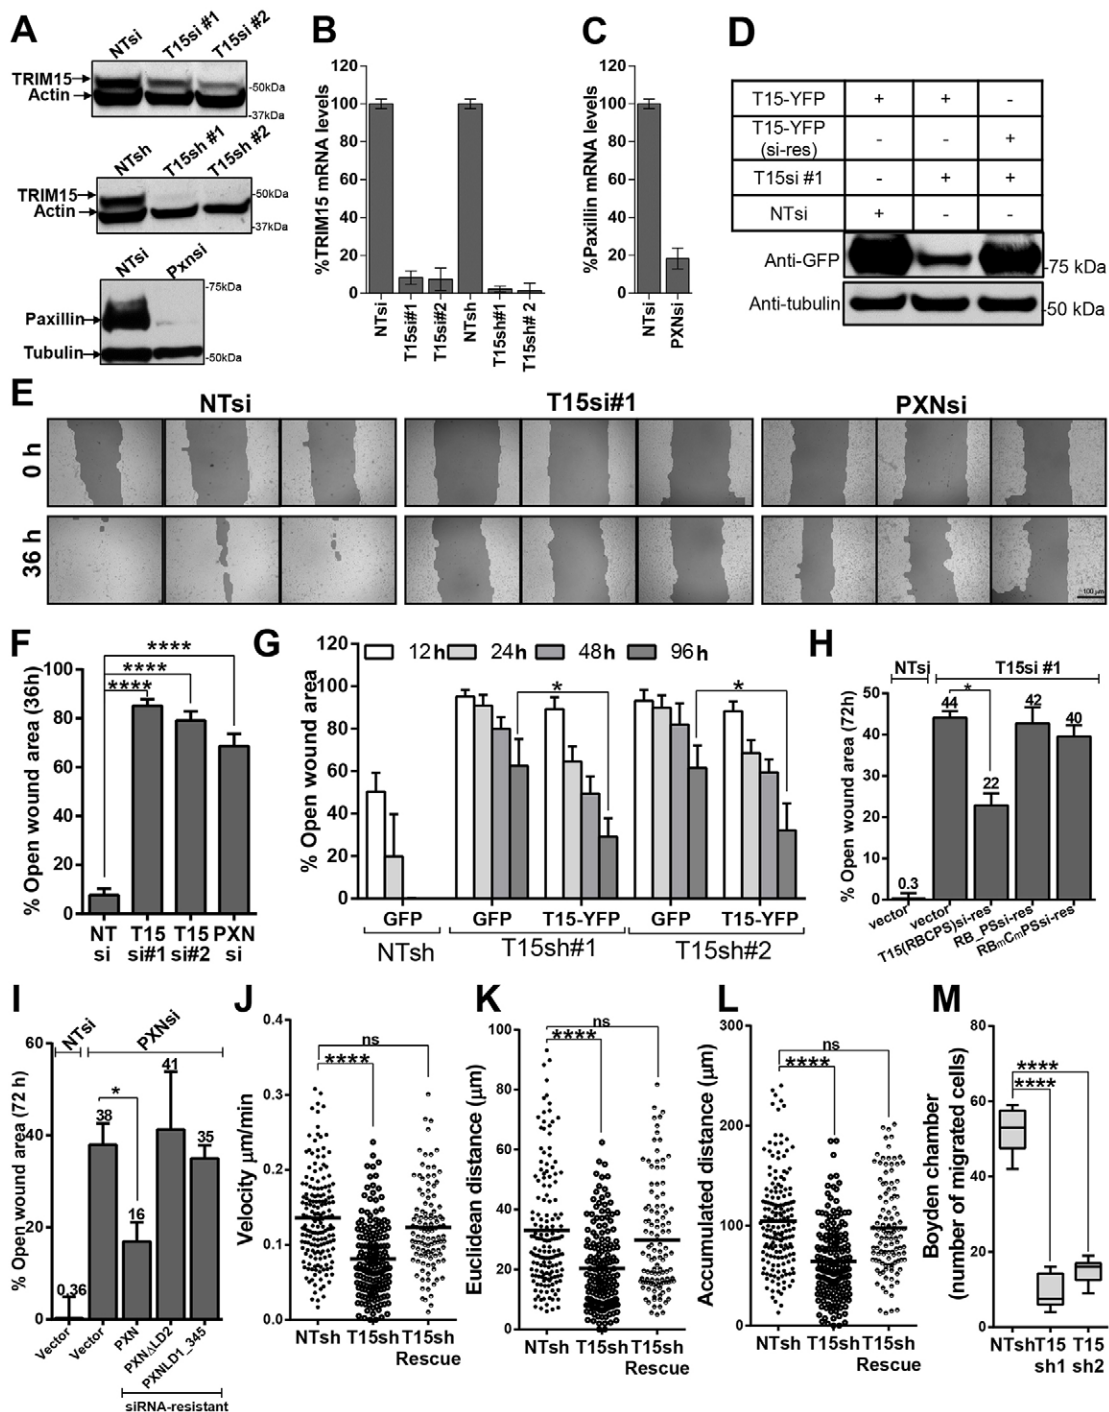 A
NTsi
T15si #1
T15si #2
TRIM15
Actin
-50kDa
-37kDa
NTsh
T15sh #1
T15sh #2
TRIM15
Actin
-50kDa
-37kDa
NTsi
Pxnsi
-75kDa
Paxillin
Tubulin
-50kDa
B
%TRIM15 mRNA levels
120
100
80
60
40
20
0
NTsi
T15si#1
T15si#2
NTsh
T15sh#1
T15sh# 2
C
%Paxillin mRNA levels
120
100
80
60
40
20
0
NTsi
PXNsi
D
T15-YFP + + -
T15-YFP (si-res) - - +
T15si #1 - + +
NTsi + - -
Anti-GFP
-75 kDa
Anti-tubulin
-50 kDa
E
NTsi
T15si#1
PXNsi
0 h
36 h
100 µm
F
% Open wound area (36h)
100
80
60
40
20
0
****
****
****
NT si
T15 si#1
T15 si#2
PXN si
G
% Open wound area
120
100
80
60
40
20
0
12h 24h 48h 96h
*
*
GFP
GFP
T15-YFP
GFP
T15-YFP
NTsh
T15sh#1
T15sh#2
H
NTsi
T15si #1
% Open wound area (72h)
50
40
30
20
10
0
0.3
44
*
22
42
40
vector
vector
T15(RBCPS)si-res
RB_PSsi-res
RBmCmPSsi-res
I
NTsi
PXNsi
% Open wound area (72 h)
60
40
20
0
0.36
38
*
16
41
35
Vector
Vector
PXN
PXN∆LD2
PXNLD1_345
siRNA-resistant
J
Velocity µm/min
0.4
0.3
0.2
0.1
0.0
ns
****
NTsh T15sh T15sh
Rescue
K
Euclidean distance (µm)
100
80
60
40
20
0
ns
****
NTsh T15sh T15sh
Rescue
L
Accumulated distance (µm)
300
200
100
0
ns
****
NTsh T15sh T15sh
Rescue
M
Boyden chamber
(number of migrated cells)
80
60
40
20
0
****
****
NTsh T15 T15
sh1 sh2